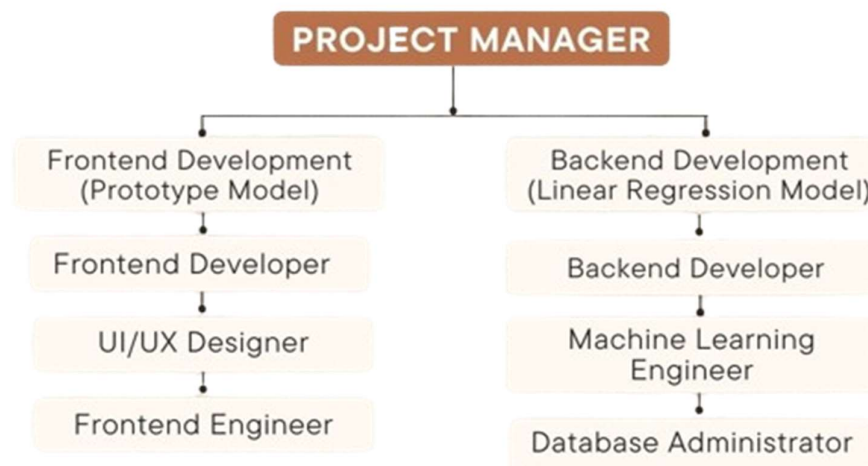 PROJECT MANAGER
Frontend Development
(Prototype Model)
Frontend Developer
UI/UX Designer
Frontend Engineer
Backend Development
(Linear Regression Model)
Backend Developer
Machine Learning
Engineer
Database Administrator